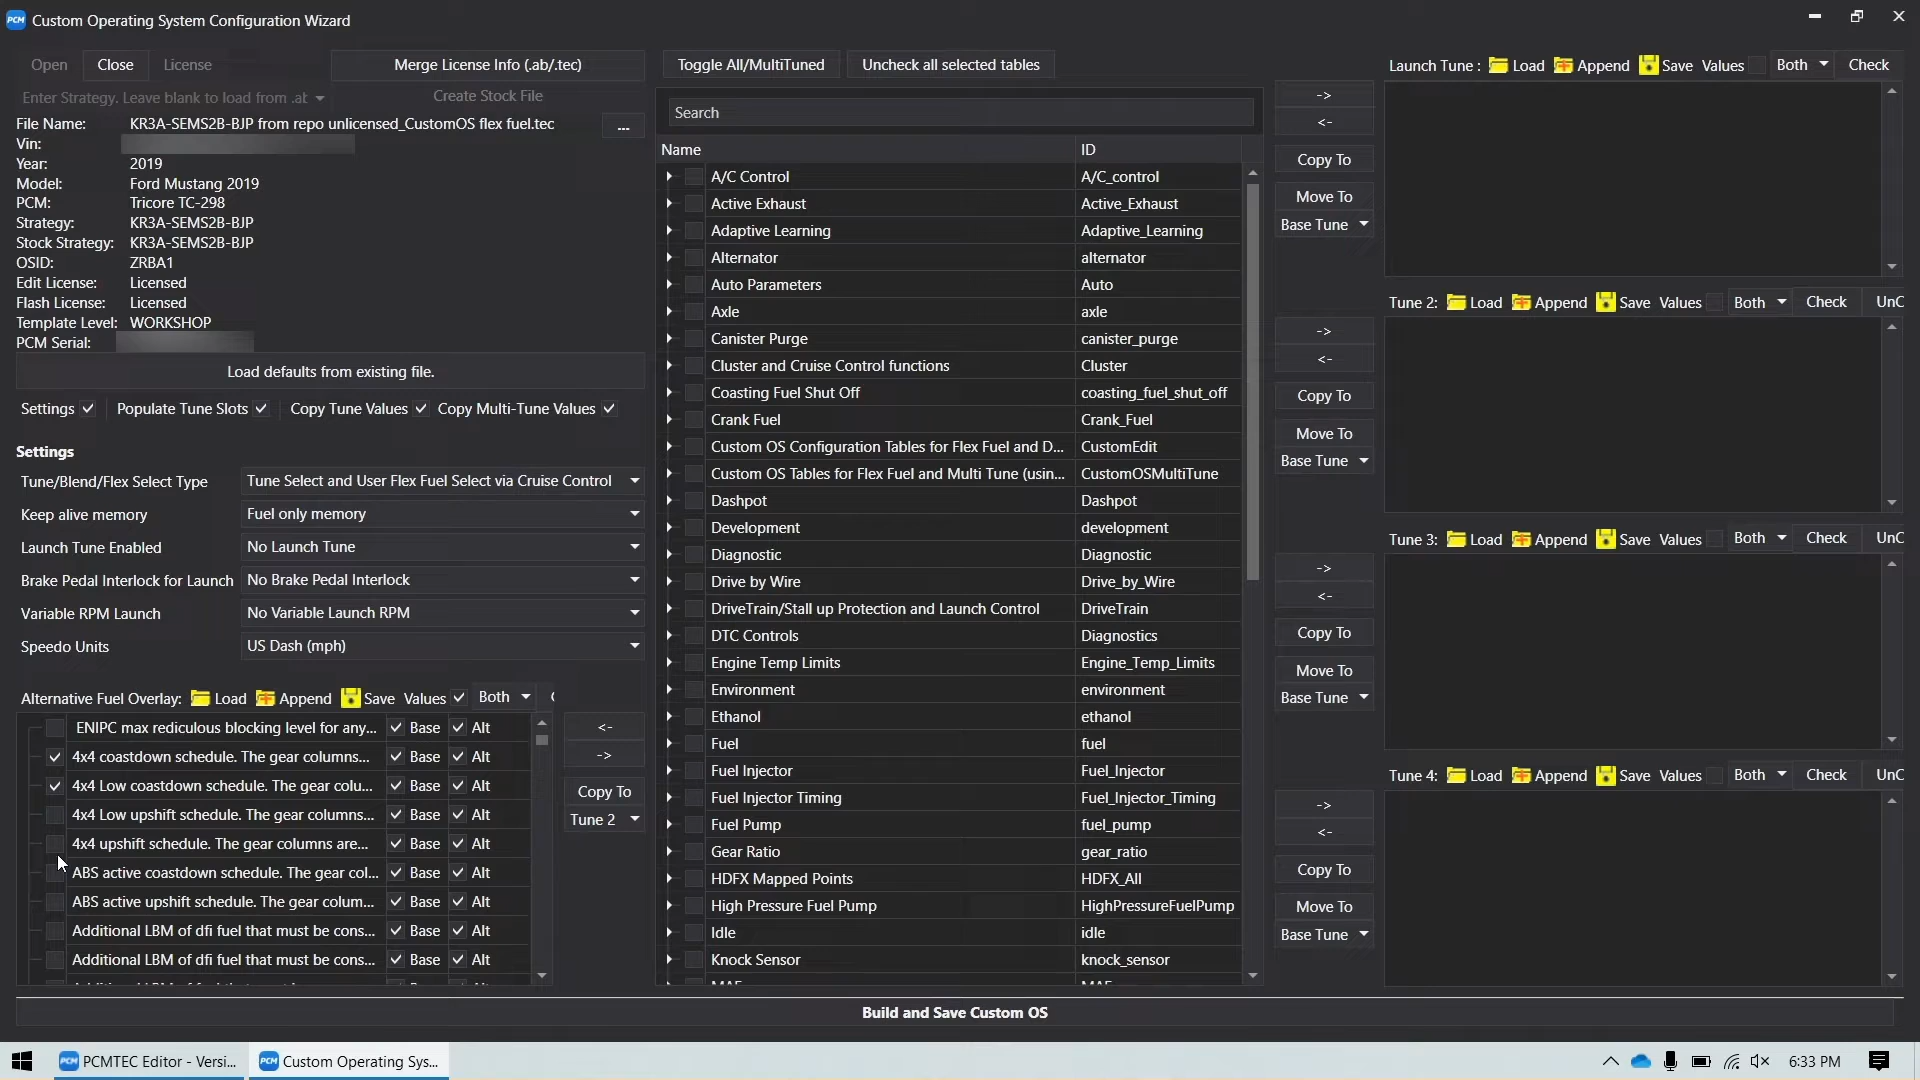 PCM Custom Operating System Configuration Wizard
Open Close License Merge License Info (.ab/.tec)
Enter Strategy. Leave blank to load from .at Create Stock File
File Name: KR3A-SEMS2B-BJP from repo unlicensed_CustomOS flex fuel.tec ...
Vin:
Year: 2019
Model: Ford Mustang 2019
PCM: Tricore TC-298
Strategy: KR3A-SEMS2B-BJP
Stock Strategy: KR3A-SEMS2B-BJP
OSID: ZRBA1
Edit License: Licensed
Flash License: Licensed
Template Level: WORKSHOP
PCM Serial:
Load defaults from existing file.
Settings Populate Tune Slots Copy Tune Values Copy Multi-Tune Values
Settings
Tune/Blend/Flex Select Type Tune Select and User Flex Fuel Select via Cruise Control
Keep alive memory Fuel only memory
Launch Tune Enabled No Launch Tune
Brake Pedal Interlock for Launch No Brake Pedal Interlock
Variable RPM Launch No Variable Launch RPM
Speedo Units US Dash (mph)
Alternative Fuel Overlay: Load Append Save Values Both
ENIPC max rediculous blocking level for any... Base Alt
4x4 coastdown schedule. The gear columns... Base Alt
4x4 Low coastdown schedule. The gear colu... Base Alt
4x4 Low upshift schedule. The gear columns... Base Alt
4x4 upshift schedule. The gear columns are... Base Alt
ABS active coastdown schedule. The gear col... Base Alt
ABS active upshift schedule. The gear colum... Base Alt
Additional LBM of dfi fuel that must be cons... Base Alt
Additional LBM of dfi fuel that must be cons... Base Alt
<-
->
Copy To
Tune 2
Toggle All/MultiTuned Uncheck all selected tables
Search
Name ID
A/C Control A/C_control
Active Exhaust Active_Exhaust
Adaptive Learning Adaptive_Learning
Alternator alternator
Auto Parameters Auto
Axle axle
Canister Purge canister_purge
Cluster and Cruise Control functions Cluster
Coasting Fuel Shut Off coasting_fuel_shut_off
Crank Fuel Crank_Fuel
Custom OS Configuration Tables for Flex Fuel and D... CustomEdit
Custom OS Tables for Flex Fuel and Multi Tune (usin... CustomOSMultiTune
Dashpot Dashpot
Development development
Diagnostic Diagnostic
Drive by Wire Drive_by_Wire
DriveTrain/Stall up Protection and Launch Control DriveTrain
DTC Controls Diagnostics
Engine Temp Limits Engine_Temp_Limits
Environment environment
Ethanol ethanol
Fuel fuel
Fuel Injector Fuel_Injector
Fuel Injector Timing Fuel_Injector_Timing
Fuel Pump fuel_pump
Gear Ratio gear_ratio
HDFX Mapped Points HDFX_All
High Pressure Fuel Pump HighPressureFuelPump
Idle idle
Knock Sensor knock_sensor
MAF MAF
->
<-
Copy To
Move To
Base Tune
->
<-
Copy To
Move To
Base Tune
->
<-
Copy To
Move To
Base Tune
->
<-
Copy To
Move To
Base Tune
Launch Tune : Load Append Save Values Both Check
Tune 2: Load Append Save Values Both Check UnC
Tune 3: Load Append Save Values Both Check UnC
Tune 4: Load Append Save Values Both Check UnC
Build and Save Custom OS
PCM PCMTEC Editor - Versi... PCM Custom Operating Sys... 6:33 PM